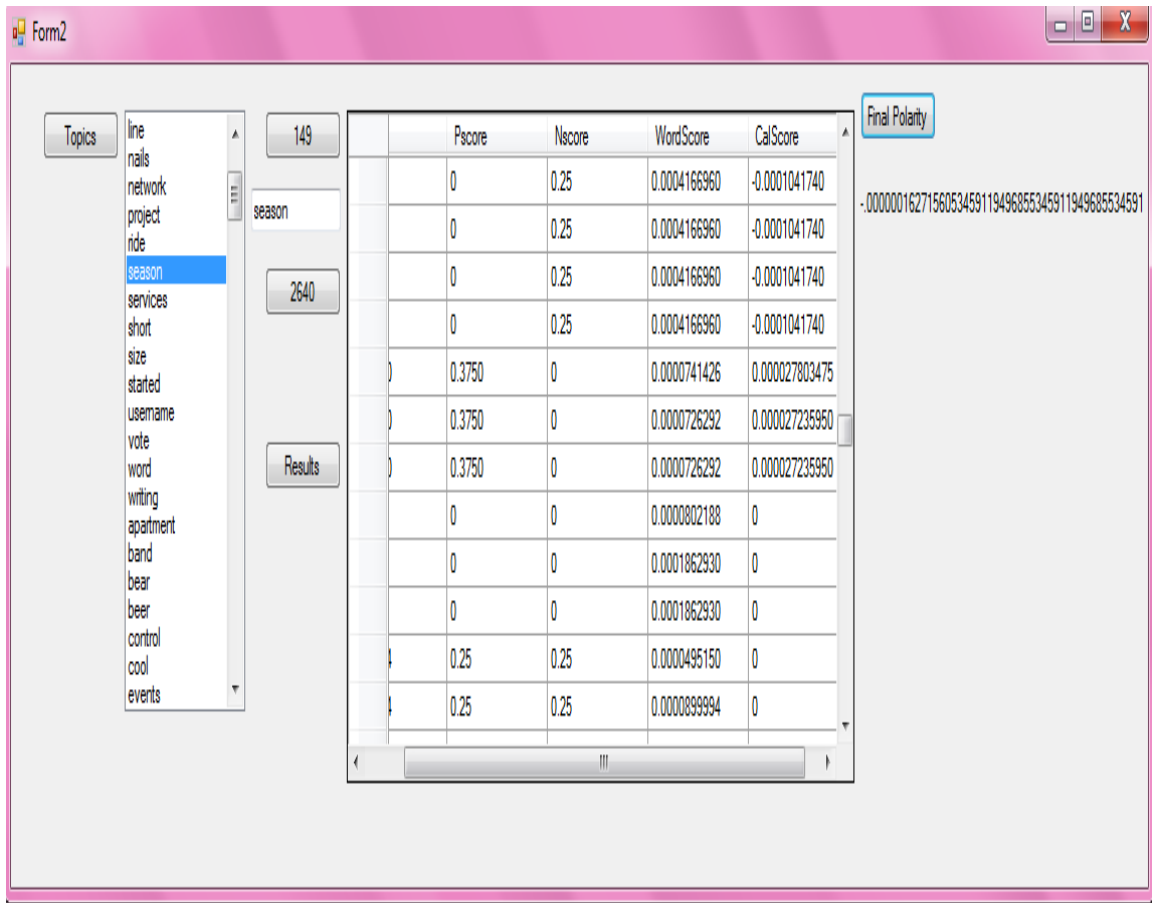 Form2
Topics
line
nails
network
project
ride
season
services
short
size
started
username
vote
word
writing
apartment
band
bear
beer
control
cool
events
149
season
2640
Results
Pscore Nscore WordScore CalScore
0 0.25 0.0004166960 -0.0001041740
0 0.25 0.0004166960 -0.0001041740
0 0.25 0.0004166960 -0.0001041740
0 0.25 0.0004166960 -0.0001041740
0 0.3750 0 0.0000741426 0.000027803475
0 0.3750 0 0.0000726292 0.000027235950
0 0.3750 0 0.0000726292 0.000027235950
0 0 0.0000802188 0
0 0 0.0001862930 0
0 0 0.0001862930 0
4 0.25 0.25 0.0000495150 0
4 0.25 0.25 0.0000899994 0
Final Polarity
-.0000001627156053459119496855345911949685534591